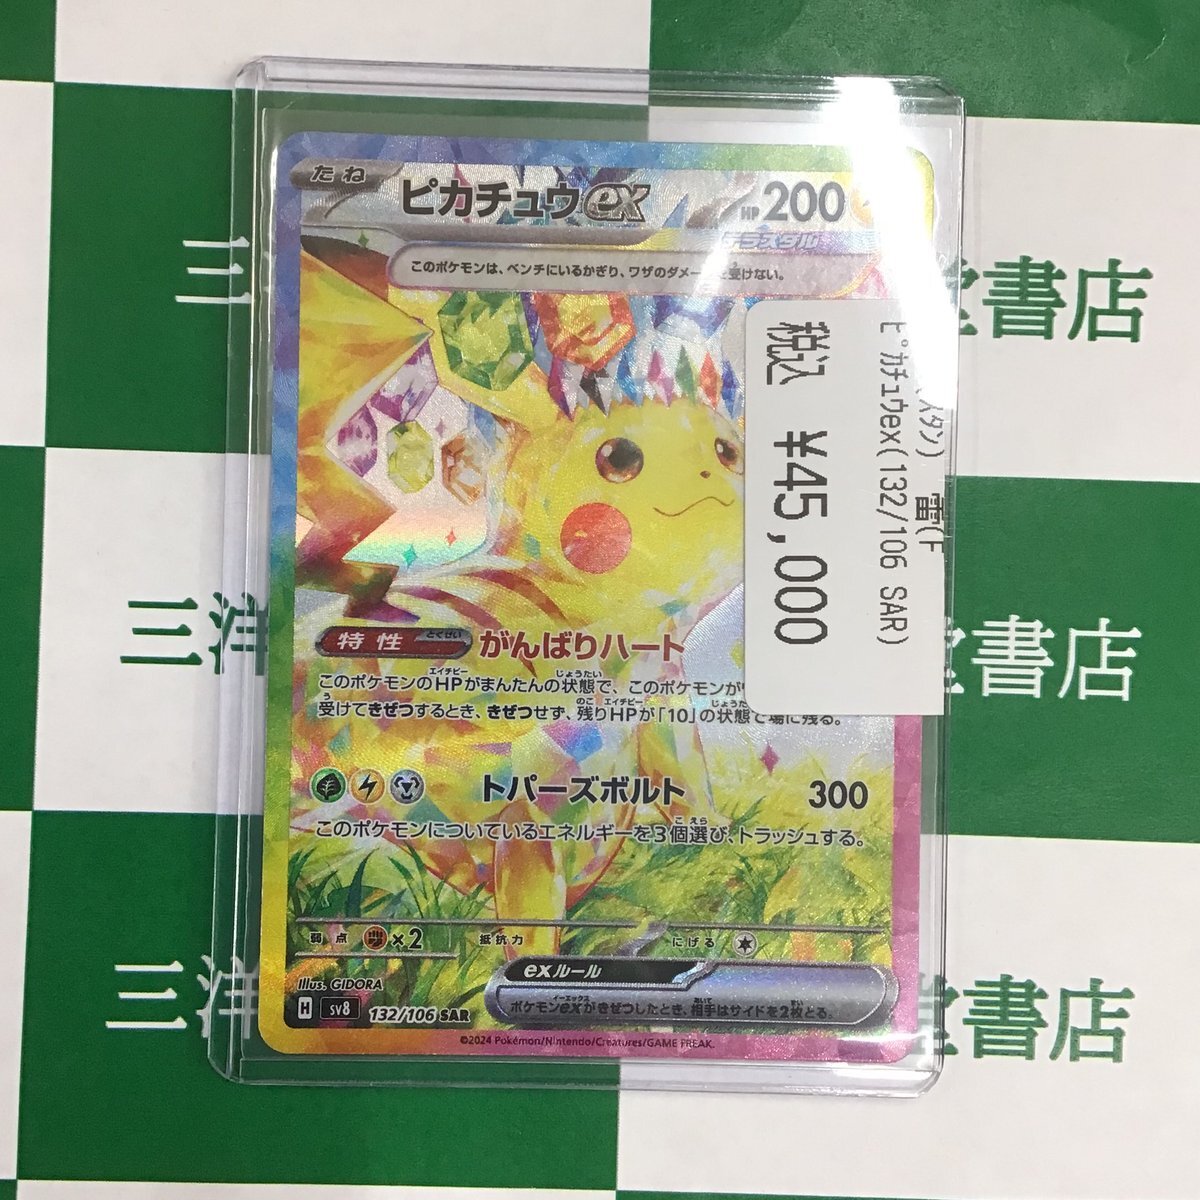 たね
ピカチュウex
HP 200
テラスタル
このポケモンは、ベンチにいるかぎり、ワザのダメージを受けない。
税込 ¥45,000
スタン) 雷(F
ﾋﾟｶﾁｭｳex(132/106 SAR)
特性 とくせい がんばりハート
このポケモンのHPがまんたんの状態で、このポケモンが
受けてきぜつするとき、きぜつせず、残りHPが「10」の状態で場に残る。
トパーズボルト 300
このポケモンについているエネルギーを3個選び、トラッシュする。
弱点 ×2 抵抗力 にげる
exルール
ポケモンexがきぜつしたとき、相手はサイドを2枚とる。
Illus. GIDORA
H sv8 132/106 SAR
©2024 Pokémon/Nintendo/Creatures/GAME FREAK.
三 書店
三洋 堂書店
三洋 堂書店